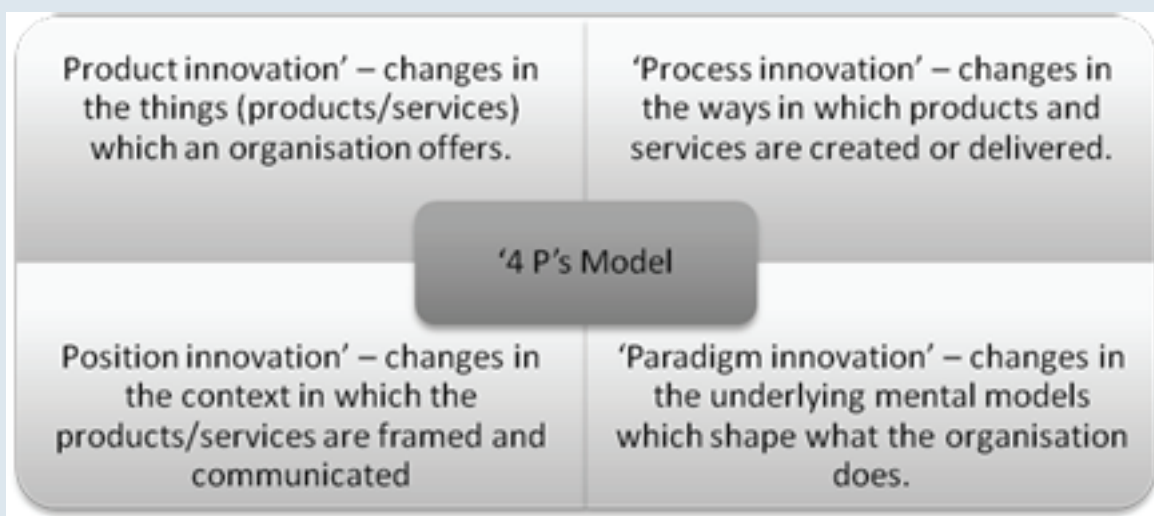 Product innovation’ – changes in
the things (products/services)
which an organisation offers.
‘Process innovation’ – changes in
the ways in which products and
services are created or delivered.
‘4 P’s Model
Position innovation’ – changes in
the context in which the
products/services are framed and
communicated
‘Paradigm innovation’ – changes in
the underlying mental models
which shape what the organisation
does.